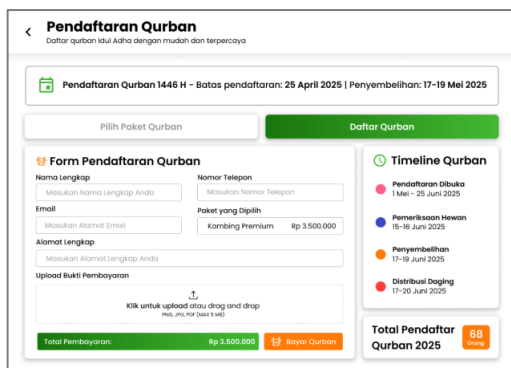 Pendaftaran Qurban
Daftar qurban Idul Adha dengan mudah dan terpercaya
Pendaftaran Qurban 1446 H - Batas pendaftaran: 25 April 2025 | Penyembelihan: 17-19 Mei 2025
Pilih Paket Qurban
Daftar Qurban
Form Pendaftaran Qurban
Nama Lengkap
Nomor Telepon
Masukan Nama Lengkap Anda
Masukan Nomor Telepon
Email
Paket yang Dipilih
Masukan Alamat Email
Kambing Premium Rp 3.500.000
Alamat Lengkap
Masukan Alamat Lengkap Anda
Upload Bukti Pembayaran
Klik untuk upload atau drag and drop
PNG, JPG, PDF (MAX 5 MB)
Total Pembayaran: Rp 3.500.000
Bayar Qurban
Timeline Qurban
Pendaftaran Dibuka
1 Mei - 25 Juni 2025
Pemeriksaan Hewan
15-16 Juni 2025
Penyembelihan
17-19 Juni 2025
Distribusi Daging
17-20 Juni 2025
Total Pendaftar
Qurban 2025
68
Orang